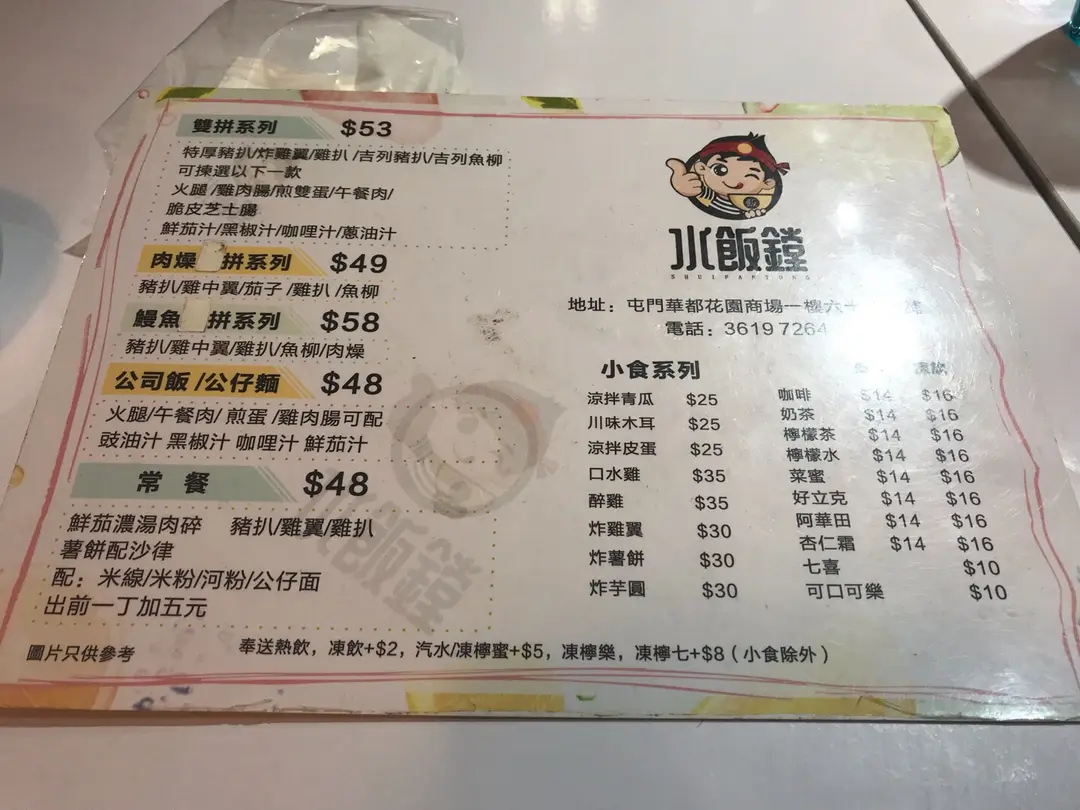 雙拼系列 $53
特厚豬扒/炸雞翼/雞扒 /吉列豬扒/吉列魚柳
可揀選以下一款
火腿 /雞肉腸/煎雙蛋/午餐肉/
脆皮芝士腸
鮮茄汁/黑椒汁/咖哩汁/蔥油汁
肉燥 拼系列 $49
豬扒/雞中翼/茄子 /雞扒 /魚柳
鰻魚 拼系列 $58
豬扒/雞中翼/雞扒/魚柳/肉燥
公司飯 /公仔麵 $48
火腿/午餐肉/ 煎蛋 /雞肉腸可配
豉油汁 黑椒汁 咖哩汁 鮮茄汁
常 餐 $48
鮮茄濃湯肉碎 豬扒/雞翼/雞扒
薯餅配沙律
配：米線/米粉/河粉/公仔面
出前一丁加五元
圖片只供參考
水飯鏜
SHUIFANTONG
地址：屯門華都花園商場一樓六十
電話：3619 7264
小食系列
涼拌青瓜 $25
川味木耳 $25
涼拌皮蛋 $25
口水雞 $35
醉雞 $35
炸雞翼 $30
炸薯餅 $30
炸芋圓 $30
咖啡 $14 $16
奶茶 $14 $16
檸檬茶 $14 $16
檸檬水 $14 $16
菜蜜 $14 $16
好立克 $14 $16
阿華田 $14 $16
杏仁霜 $14 $16
七喜 $10
可口可樂 $10
奉送熱飲，凍飲+$2，汽水/凍檸蜜+$5，凍檸樂，凍檸七+$8（小食除外）
水飯鏜